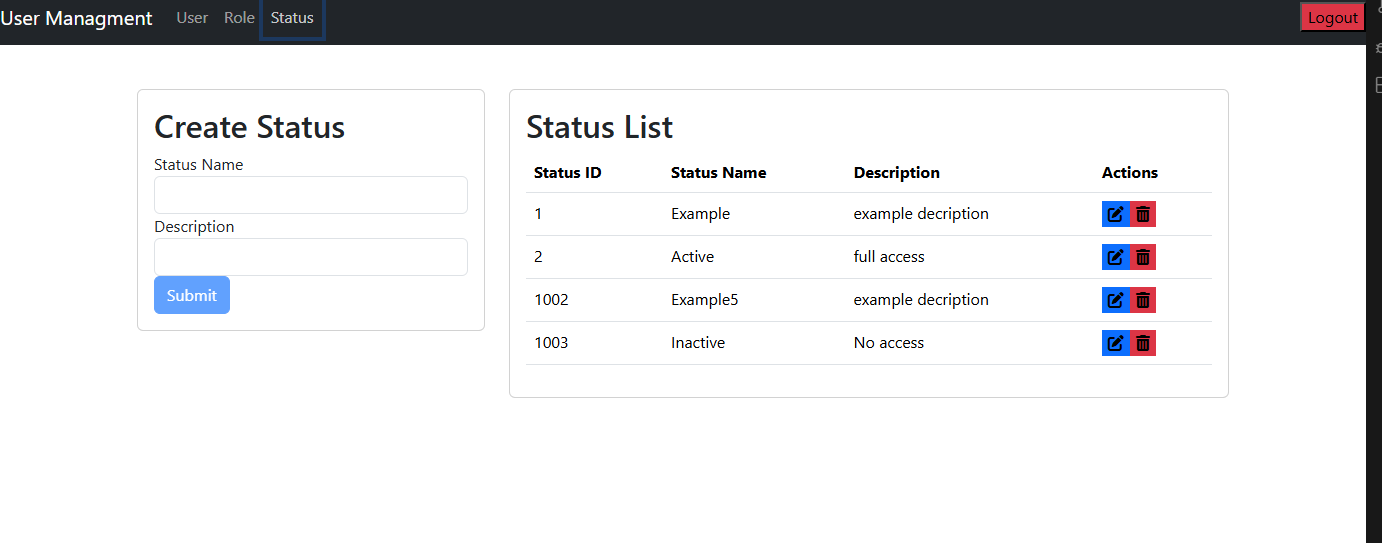 User Managment User Role Status Logout
Create Status
Status Name
Description
Submit
Status List
Status ID Status Name Description Actions
1 Example example decription
2 Active full access
1002 Example5 example decription
1003 Inactive No access